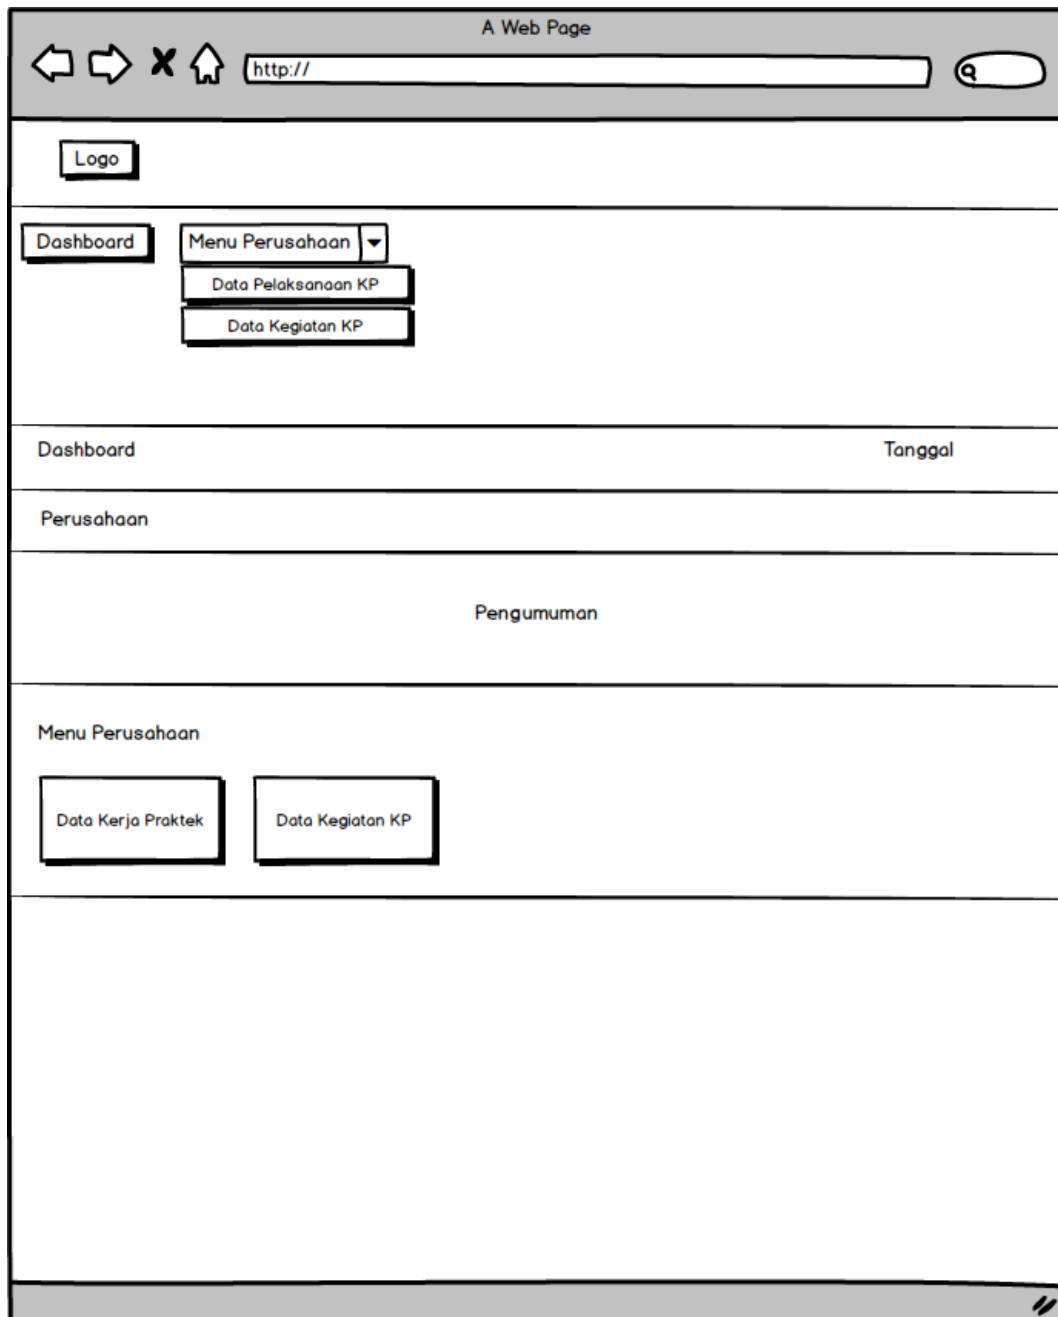 A Web Page
http://
Logo
Dashboard
Menu Perusahaan
Data Pelaksanaan KP
Data Kegiatan KP
Dashboard
Tanggal
Perusahaan
Pengumuman
Menu Perusahaan
Data Kerja Praktek
Data Kegiatan KP